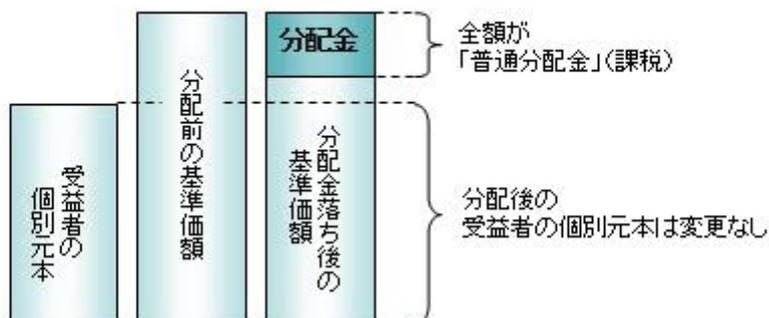 受益者の
個別元本
分配前の基準価額
分配金
分配金落ち後の
基準価額
全額が
「普通分配金」(課税)
分配後の
受益者の個別元本は変更なし